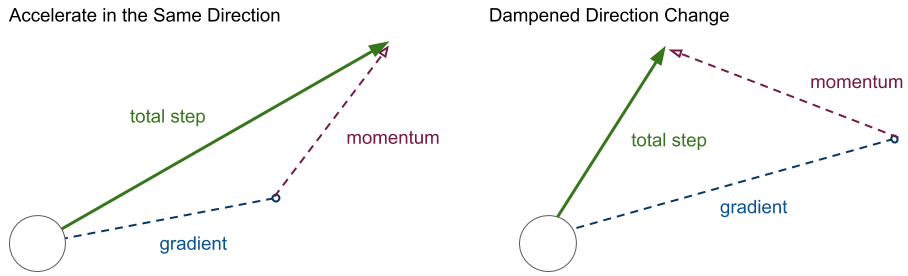 Accelerate in the Same Direction
total step
momentum
gradient
Dampened Direction Change
momentum
total step
gradient